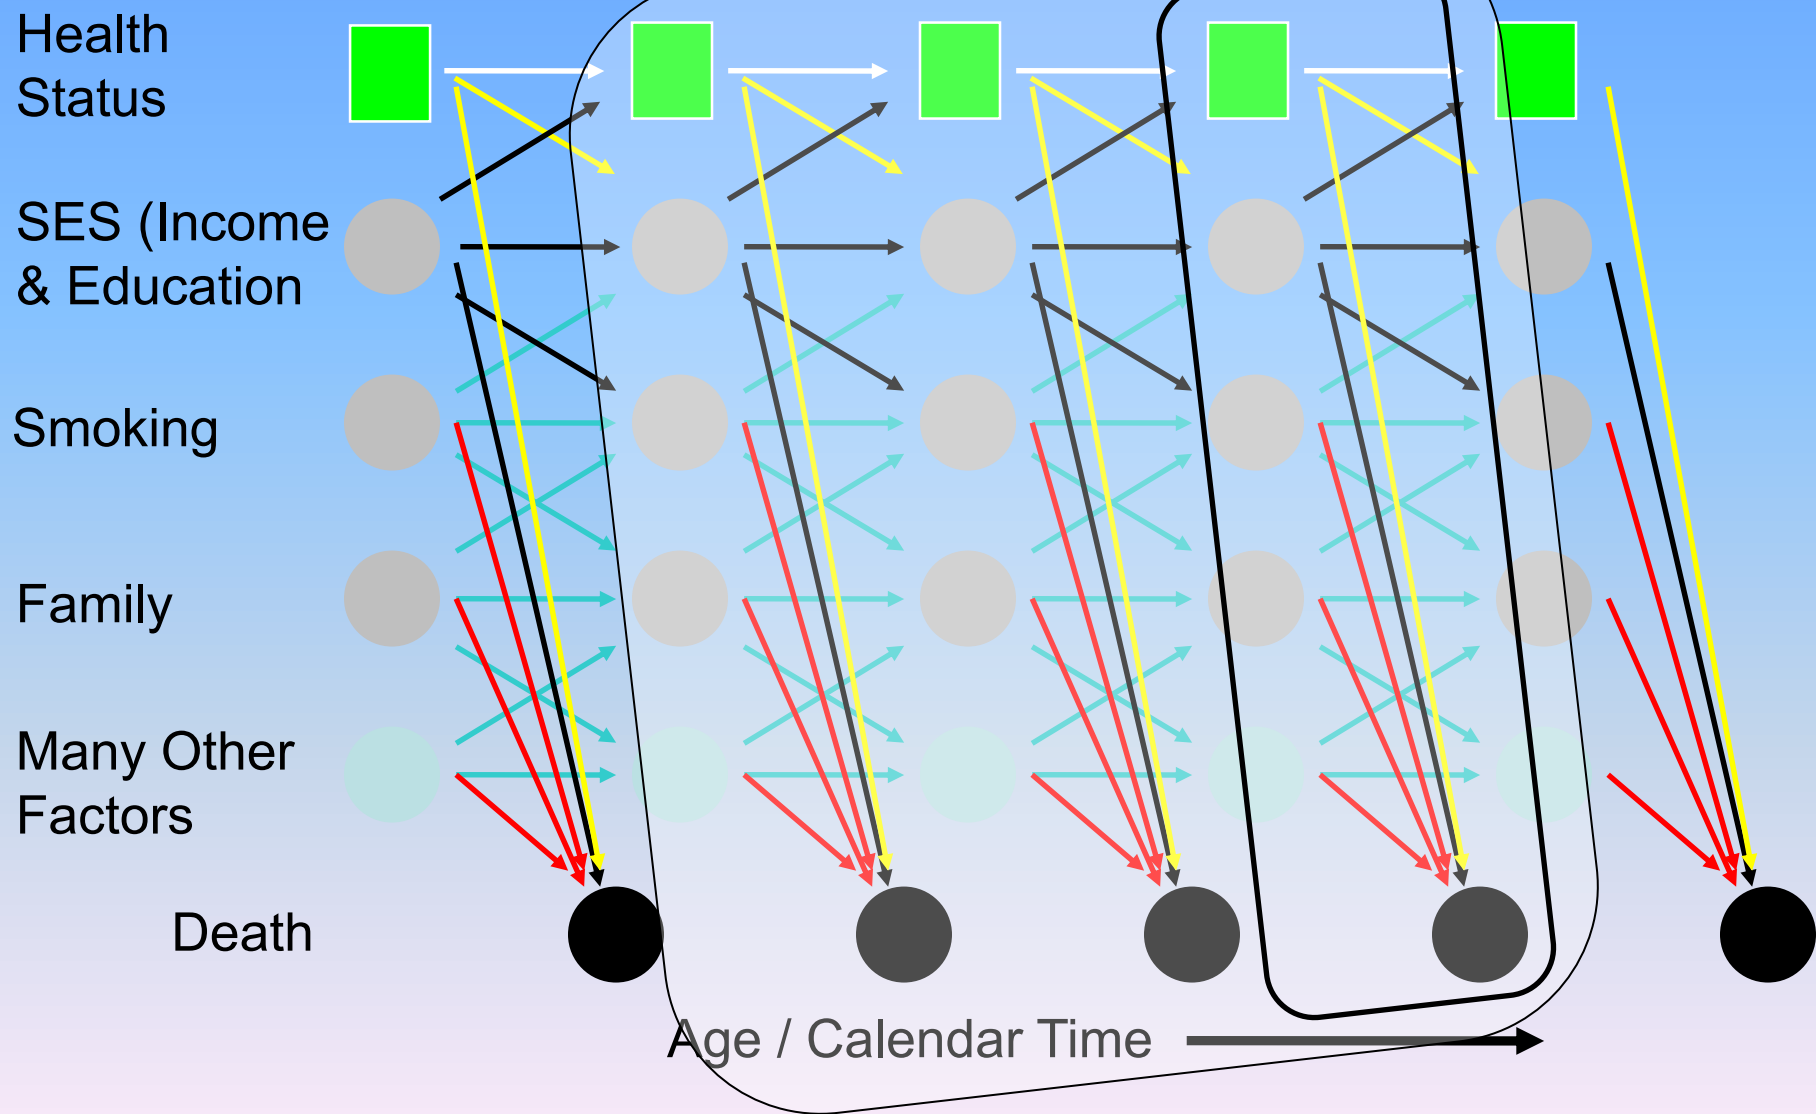 Health
Status
SES (Income
& Education
Smoking
Family
Many Other
Factors
Death
Age / Calendar Time